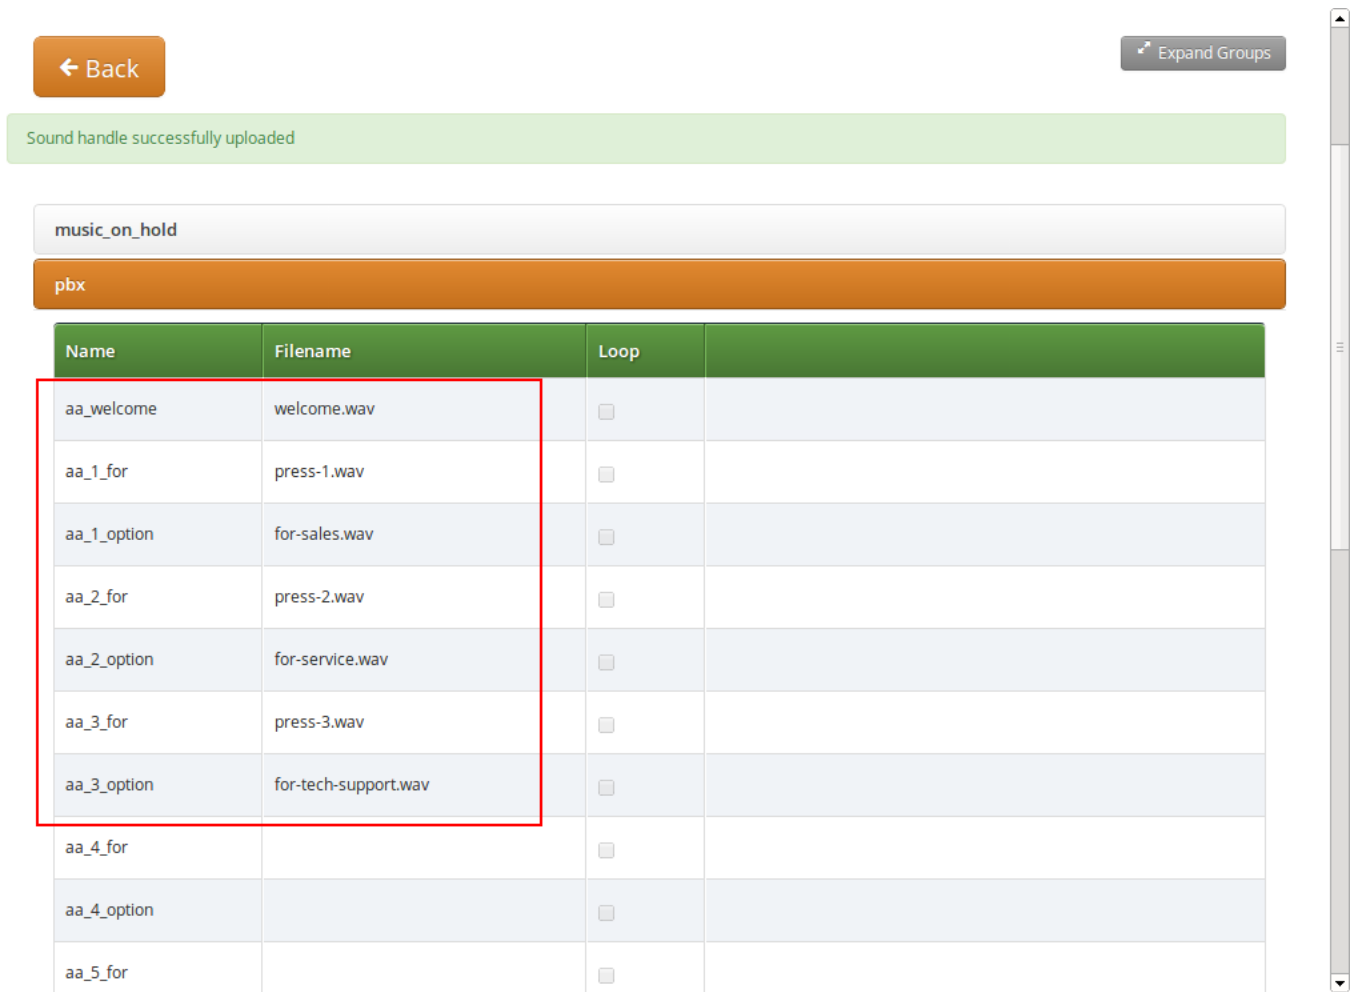 Back
Expand Groups
Sound handle successfully uploaded
music_on_hold
pbx
Name Filename Loop
aa_welcome welcome.wav
aa_1_for press-1.wav
aa_1_option for-sales.wav
aa_2_for press-2.wav
aa_2_option for-service.wav
aa_3_for press-3.wav
aa_3_option for-tech-support.wav
aa_4_for
aa_4_option
aa_5_for